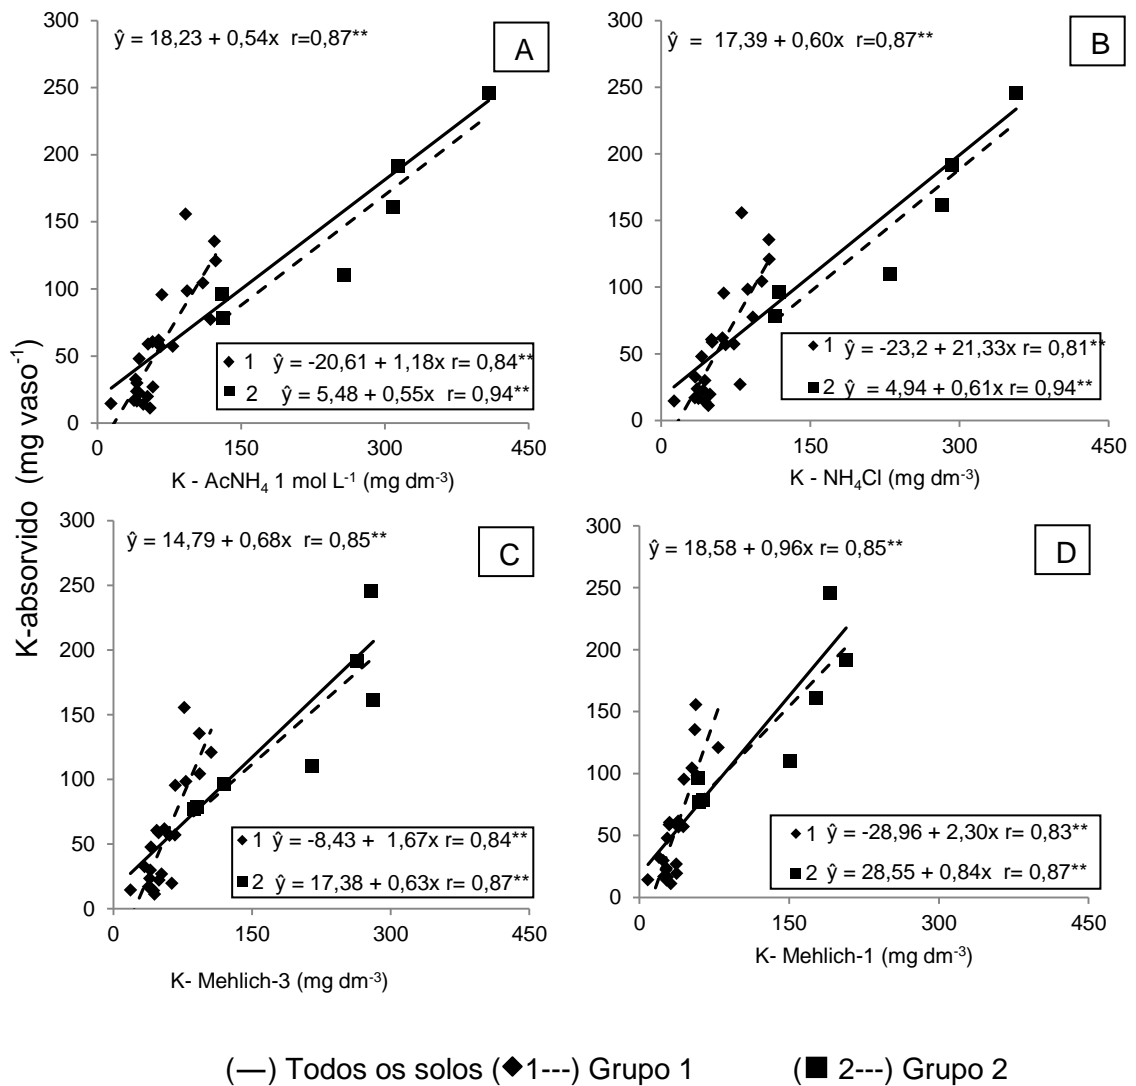 ŷ = 18,23 + 0,54x r=0,87**
A
300
250
200
150
100
50
0
1 ŷ = -20,61 + 1,18x r= 0,84**
2 ŷ = 5,48 + 0,55x r= 0,94**
0 150 300 450
K - AcNH₄ 1 mol L⁻¹ (mg dm⁻³)
ŷ = 17,39 + 0,60x r=0,87**
B
300
250
200
150
100
50
0
1 ŷ = -23,2 + 21,33x r= 0,81**
2 ŷ = 4,94 + 0,61x r= 0,94**
0 150 300 450
K - NH₄Cl (mg dm⁻³)
K-absorvido (mg vaso⁻¹)
ŷ = 14,79 + 0,68x r= 0,85**
C
300
250
200
150
100
50
0
1 ŷ = -8,43 + 1,67x r= 0,84**
2 ŷ = 17,38 + 0,63x r= 0,87**
0 150 300 450
K- Mehlich-3 (mg dm⁻³)
ŷ = 18,58 + 0,96x r= 0,85**
D
300
250
200
150
100
50
0
1 ŷ = -28,96 + 2,30x r= 0,83**
2 ŷ = 28,55 + 0,84x r= 0,87**
0 150 300 450
K- Mehlich-1 (mg dm⁻³)
(—) Todos os solos (◆1---) Grupo 1 (■ 2---) Grupo 2